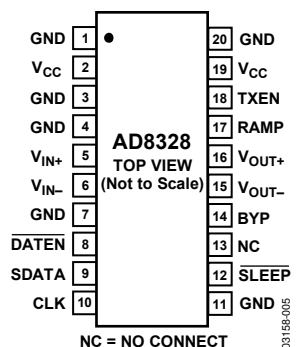 GND 1 20 GND
VCC 2 19 VCC
GND 3 18 TXEN
GND 4 17 RAMP
VIN+ 5 16 VOUT+
VIN– 6 15 VOUT–
GND 7 14 BYP
DATEN 8 13 NC
SDATA 9 12 SLEEP
CLK 10 11 GND
AD8328
TOP VIEW
(Not to Scale)
NC = NO CONNECT
03158-005